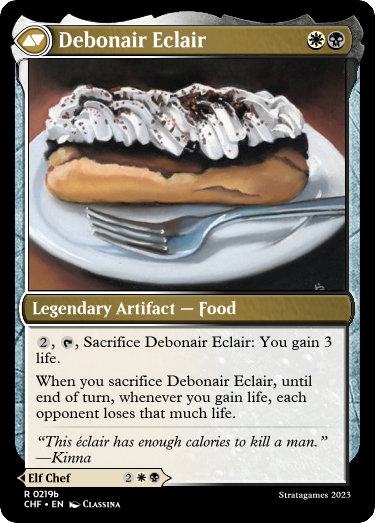 Debonair Eclair
Legendary Artifact — Food
2, , Sacrifice Debonair Eclair: You gain 3
life.
When you sacrifice Debonair Eclair, until
end of turn, whenever you gain life, each
opponent loses that much life.
“This éclair has enough calories to kill a man.”
—Kinna
Elf Chef 2
R 0219b
CHF • EN Classina
Stratagames 2023